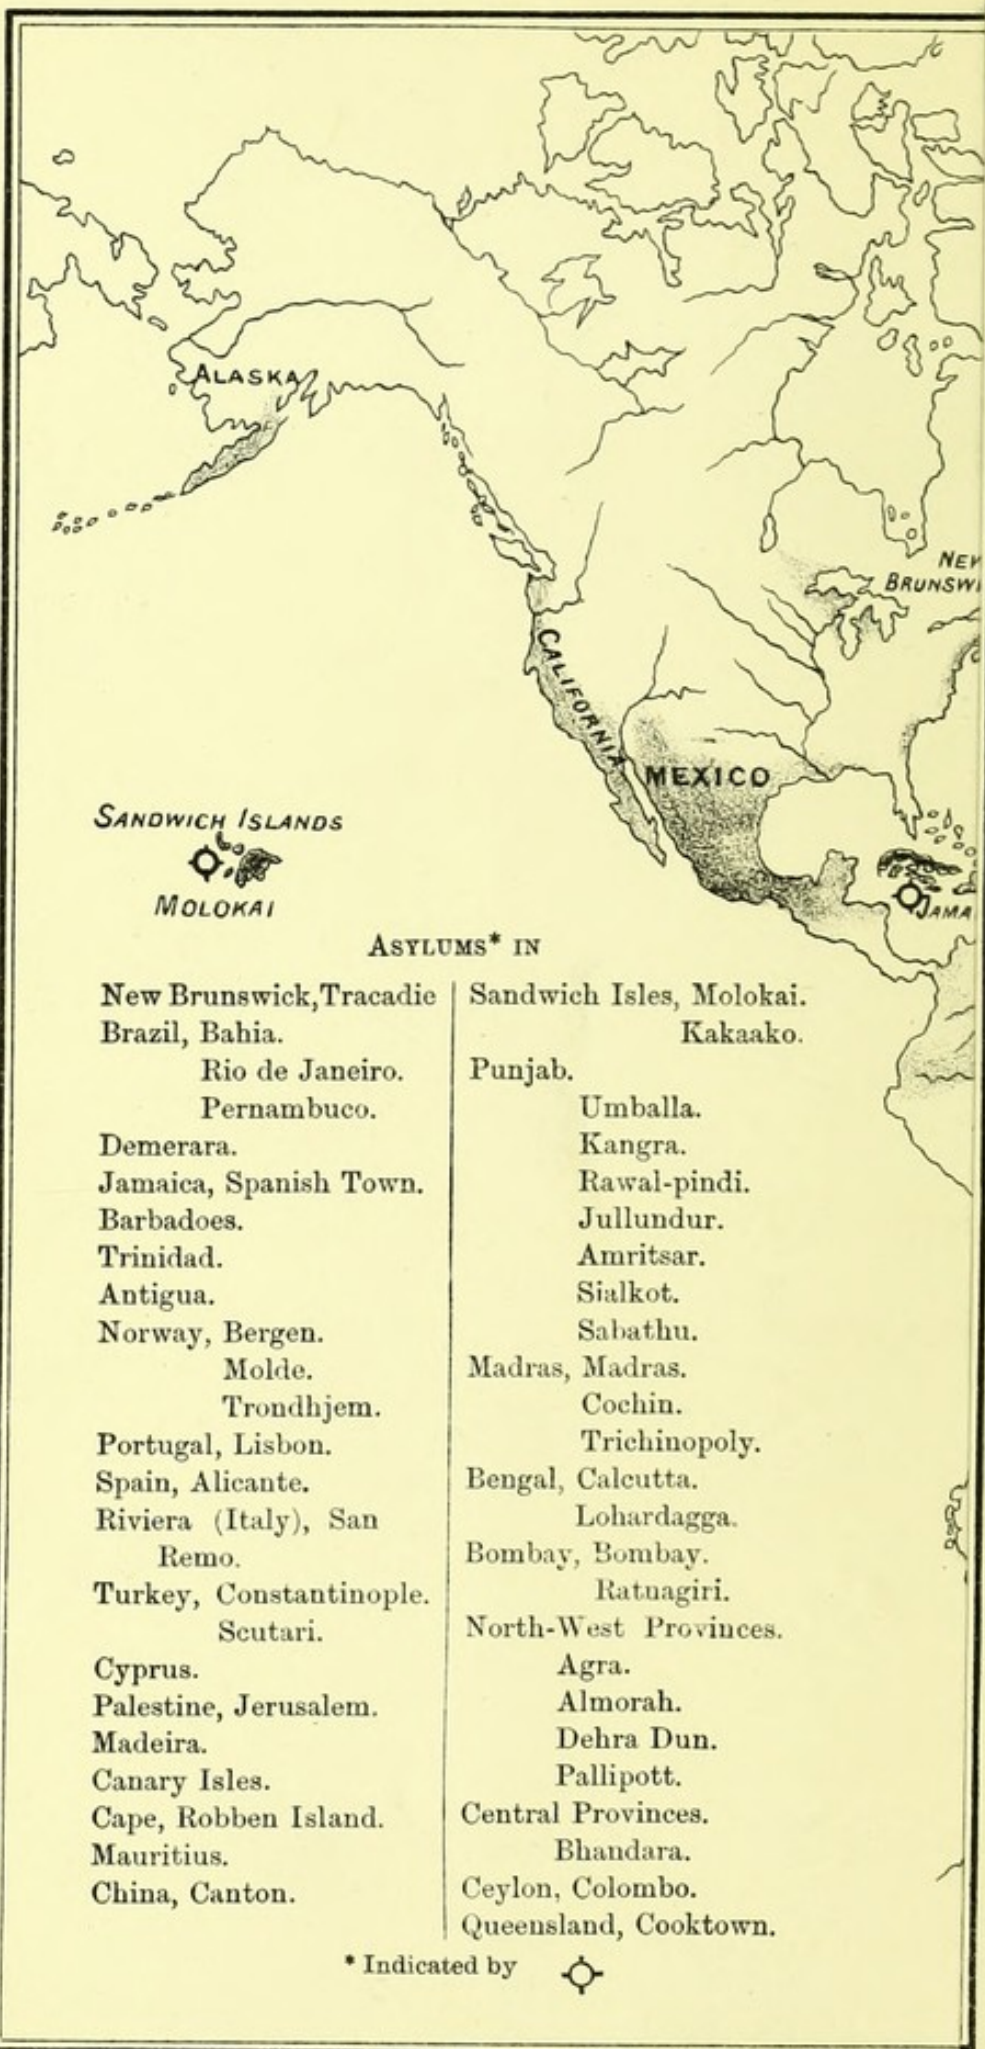 ALASKA
NEW
BRUNSWI
CALIFORNIA
MEXICO
SANDWICH ISLANDS
MOLOKAI
JAMA
ASYLUMS* IN
New Brunswick, Tracadie
Brazil, Bahia.
Rio de Janeiro.
Pernambuco.
Demerara.
Jamaica, Spanish Town.
Barbadoes.
Trinidad.
Antigua.
Norway, Bergen.
Molde.
Trondhjem.
Portugal, Lisbon.
Spain, Alicante.
Riviera (Italy), San
Remo.
Turkey, Constantinople.
Scutari.
Cyprus.
Palestine, Jerusalem.
Madeira.
Canary Isles.
Cape, Robben Island.
Mauritius.
China, Canton.
Sandwich Isles, Molokai.
Kakaako.
Punjab.
Umballa.
Kangra.
Rawal-pindi.
Jullundur.
Amritsar.
Sialkot.
Sabathu.
Madras, Madras.
Cochin.
Trichinopoly.
Bengal, Calcutta.
Lohardagga.
Bombay, Bombay.
Ratnagiri.
North-West Provinces.
Agra.
Almorah.
Dehra Dun.
Pallipott.
Central Provinces.
Bhandara.
Ceylon, Colombo.
Queensland, Cooktown.
* Indicated by